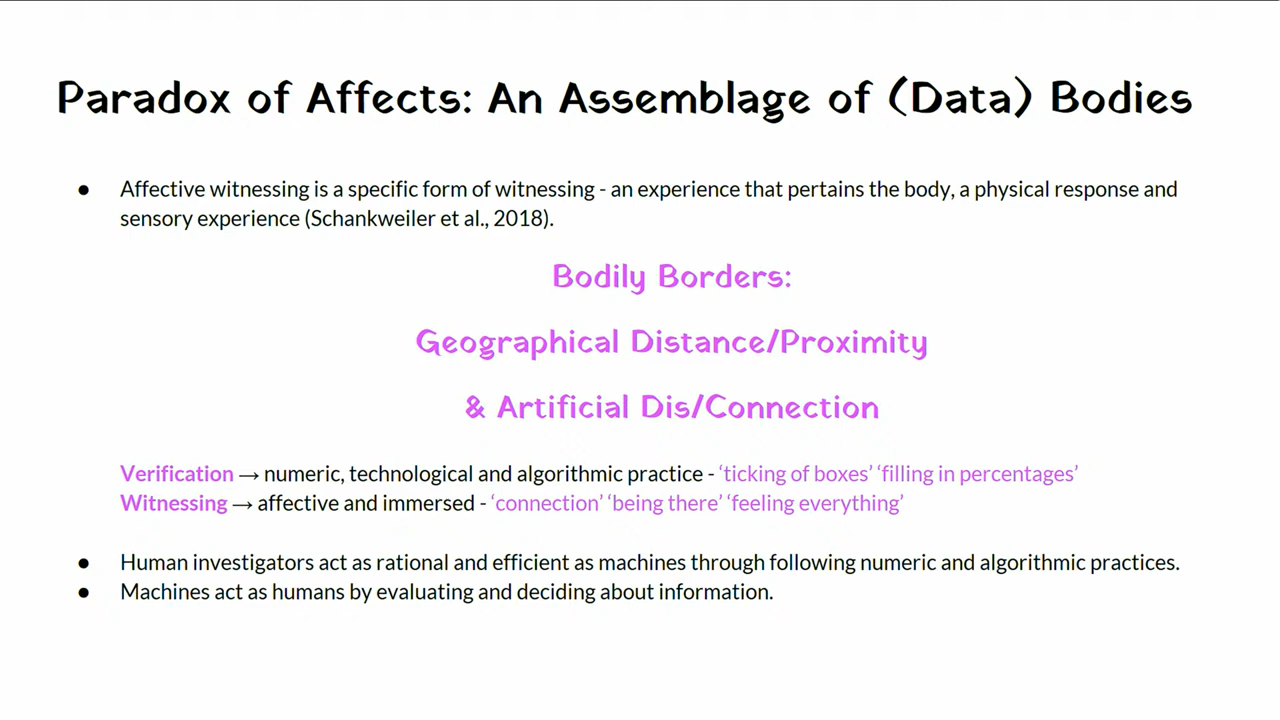 Paradox of Affects: An Assemblage of (Data) Bodies
● Affective witnessing is a specific form of witnessing - an experience that pertains the body, a physical response and
sensory experience (Schankweiler et al., 2018).
Bodily Borders:
Geographical Distance/Proximity
& Artificial Dis/Connection
Verification → numeric, technological and algorithmic practice - ‘ticking of boxes’ ‘filling in percentages’
Witnessing → affective and immersed - ‘connection’ ‘being there’ ‘feeling everything’
● Human investigators act as rational and efficient as machines through following numeric and algorithmic practices.
● Machines act as humans by evaluating and deciding about information.